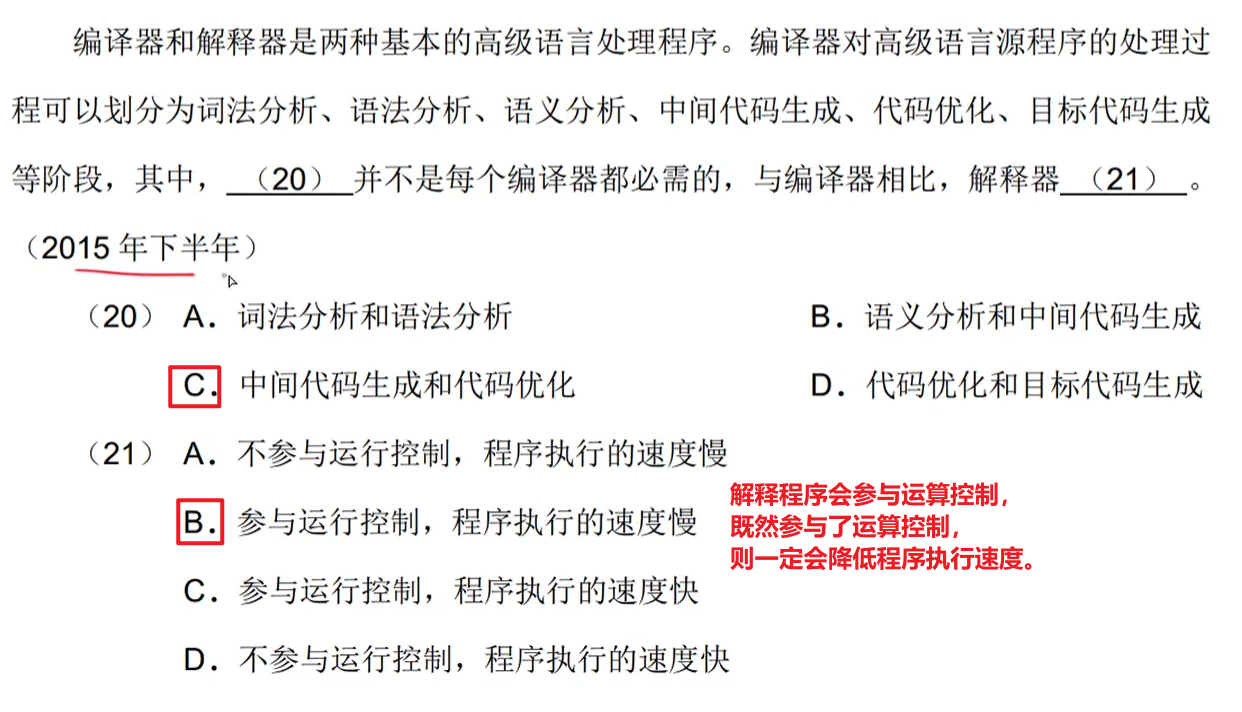 编译器和解释器是两种基本的高级语言处理程序。编译器对高级语言源程序的处理过
程可以划分为词法分析、语法分析、语义分析、中间代码生成、代码优化、目标代码生成
等阶段，其中，（20）并不是每个编译器都必需的，与编译器相比，解释器（21）。
（2015 年下半年）
（20） A．词法分析和语法分析 B．语义分析和中间代码生成
C．中间代码生成和代码优化 D．代码优化和目标代码生成
（21） A．不参与运行控制，程序执行的速度慢
B．参与运行控制，程序执行的速度慢
C．参与运行控制，程序执行的速度快
D．不参与运行控制，程序执行的速度快
解释程序会参与运算控制，
既然参与了运算控制，
则一定会降低程序执行速度。